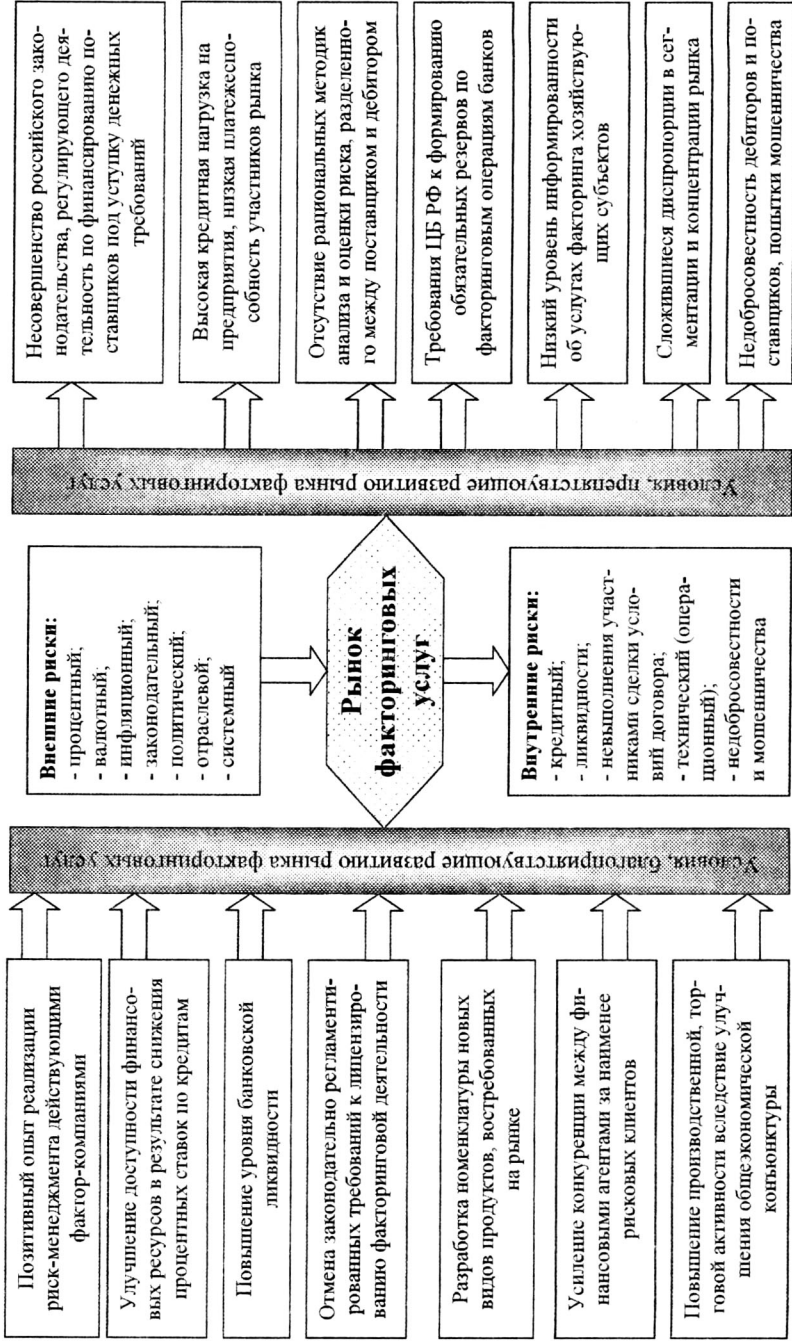 Позитивный опыт реализации
риск-менеджмента действующими
фактор-компаниями
Улучшение доступности финансо-
вых ресурсов в результате снижения
процентных ставок по кредитам
Повышение уровня банковской
ликвидности
Отмена законодательно регламенти-
рованных требований к лицензиро-
ванию факторинговой деятельности
Разработка номенклатуры новых
видов продуктов, востребованных
на рынке
Усиление конкуренции между фи-
нансовыми агентами за наименее
рисковых клиентов
Повышение производственной, тор-
говой активности вследствие улуч-
шения общеэкономической
конъюнктуры
Условия, благоприятствующие развитию рынка факторинговых услуг
Внешние риски:
- процентный;
- валютный;
- инфляционный;
- законодательный;
- политический;
- отраслевой;
- системный
Рынок
факторинговых
услуг
Внутренние риски:
- кредитный;
- ликвидности;
- невыполнения участ-
никами сделки усло-
вий договора;
- технический (опера-
ционный);
- недобросовестности
и мошенничества
Условия, препятствующие развитию рынка факторинговых услуг
Несовершенство российского зако-
нодательства, регулирующего дея-
тельность по финансированию по-
ставщиков под уступку денежных
требований
Высокая кредитная нагрузка на
предприятия, низкая платежеспо-
собность участников рынка
Отсутствие рациональных методик
анализа и оценки риска, разделенно-
го между поставщиком и дебитором
Требования ЦБ РФ к формированию
обязательных резервов по
факторинговым операциям банков
Низкий уровень информированности
об услугах факторинга хозяйствую-
щих субъектов
Сложившиеся диспропорции в сег-
ментации и концентрации рынка
Недобросовестность дебиторов и по-
ставщиков, попытки мошенничества